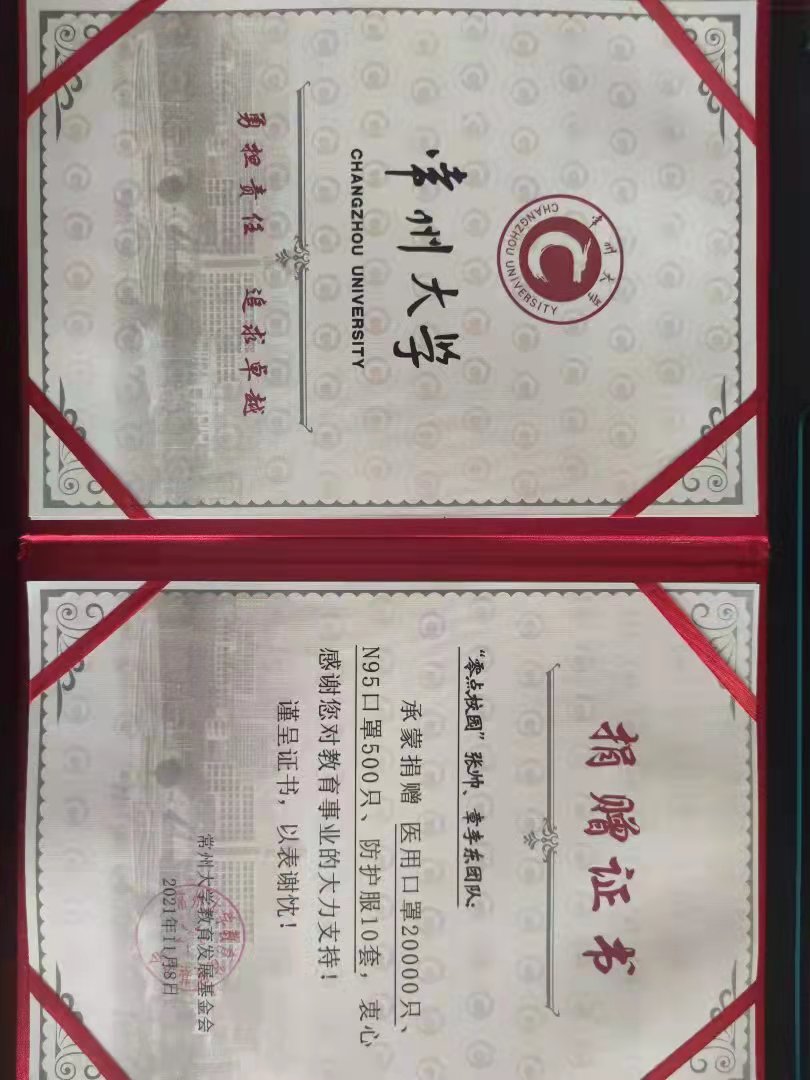 常州大学
CHANGZHOU UNIVERSITY
常州大学
CHANGZHOU UNIVERSITY
勇担责任 追求卓越
捐赠证书
“零点校园”张帅、章李东团队:
承蒙捐赠 医用口罩20000只、
N95口罩500只、防护服10套，衷心
感谢您对教育事业的大力支持！
谨呈证书，以表谢忱！
常州大学教育发展基金会
2021年11月8日